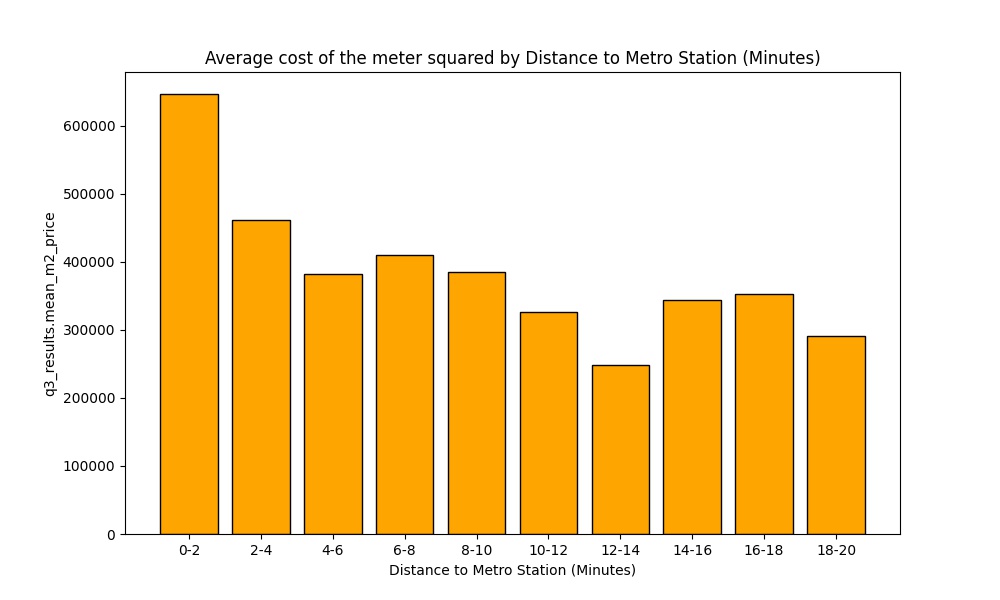 Average cost of the meter squared by Distance to Metro Station (Minutes)
q3_results.mean_m2_price
600000
500000
400000
300000
200000
100000
0
0-2 2-4 4-6 6-8 8-10 10-12 12-14 14-16 16-18 18-20
Distance to Metro Station (Minutes)